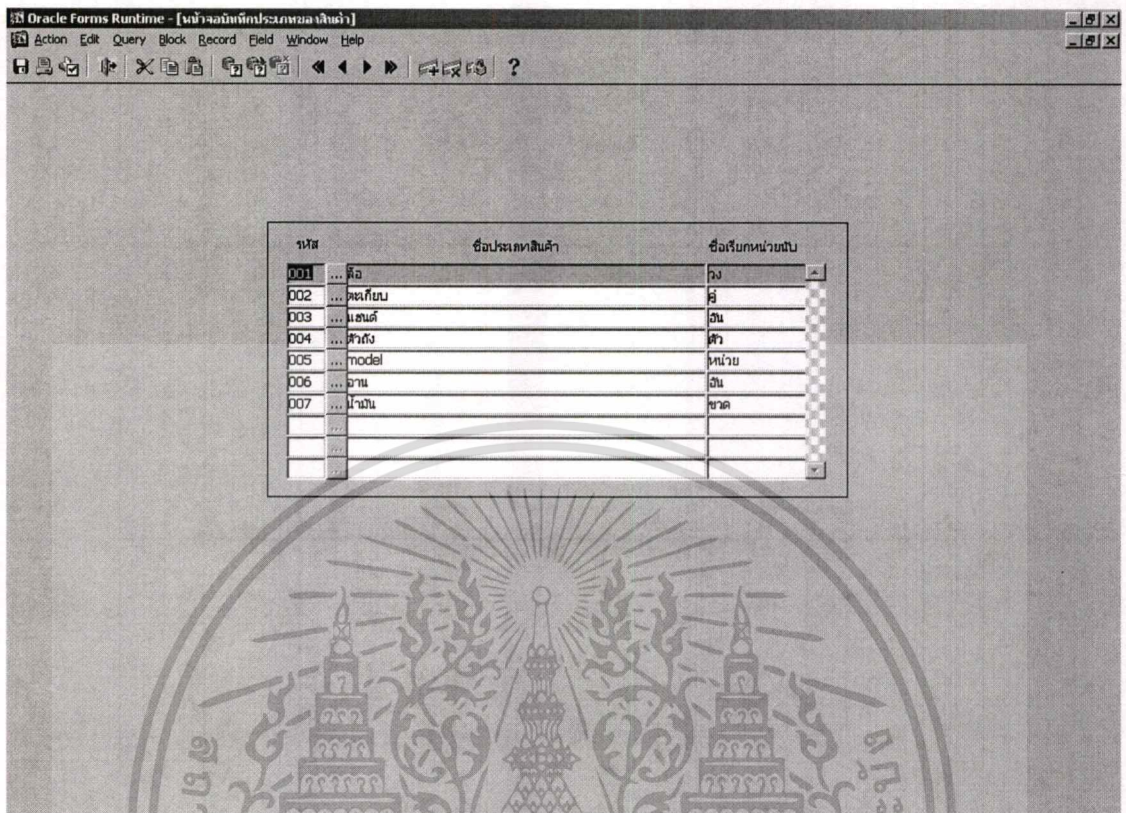 Oracle Forms Runtime - [หน้าจอบันทึกประเภทของสินค้า]
Action Edit Query Block Record Field Window Help
รหัส ชื่อประเภทสินค้า ชื่อเรียกหน่วยนับ
001 ... ล้อ วง
002 ... ตะเกียบ คู่
003 ... แฮนด์ อัน
004 ... ตัวถัง ตัว
005 ... model หน่วย
006 ... อาน อัน
007 ... น้ำมัน ขวด
...
...
...